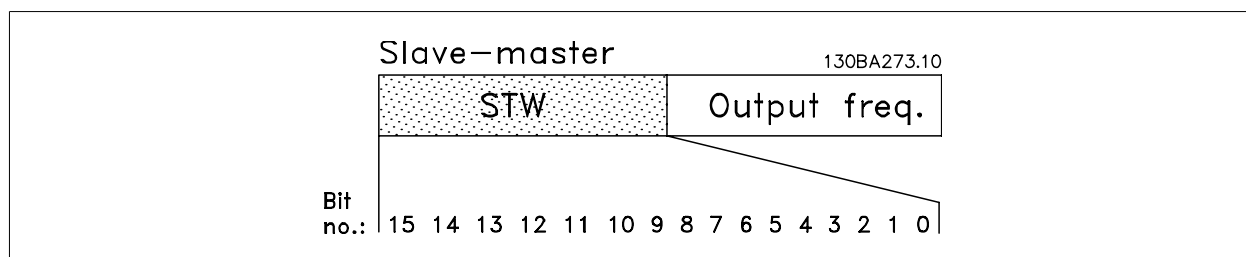 Slave-master 130BA273.10
STW Output freq.
Bit
no.: 15 14 13 12 11 10 9 8 7 6 5 4 3 2 1 0